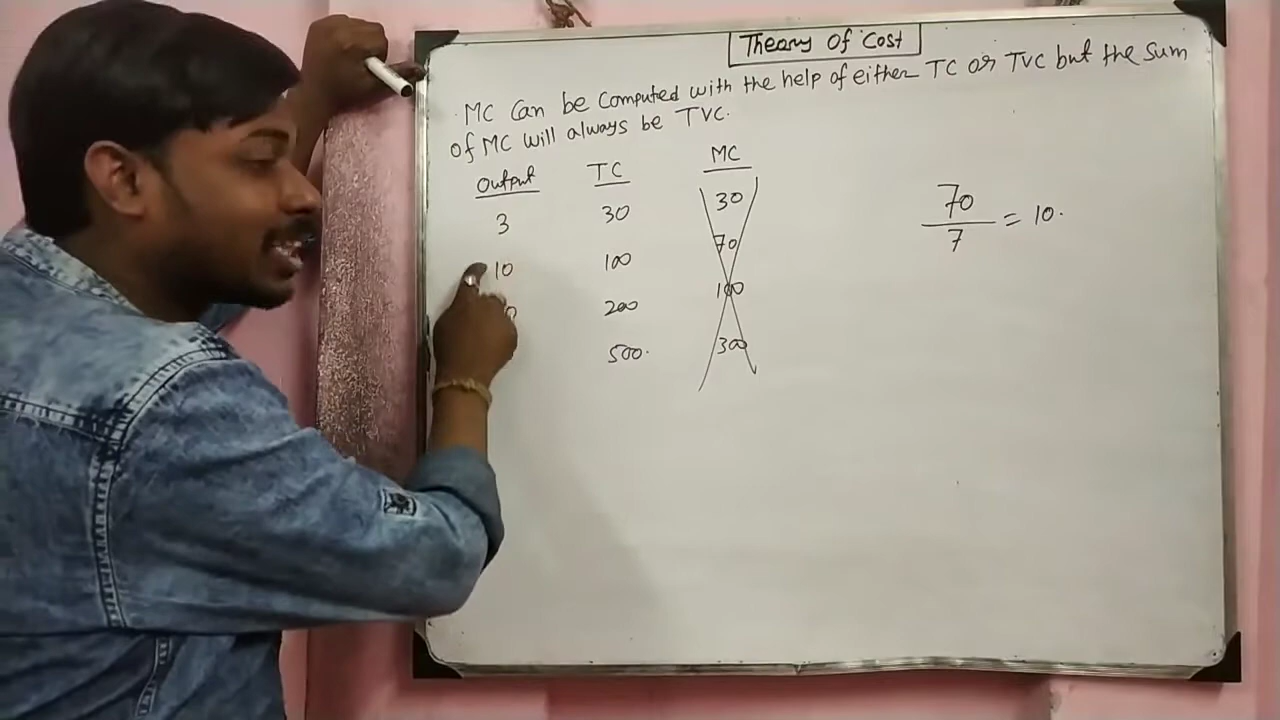 Theory Of Cost
MC Can be Computed with the help of either TC or TVC but the sum
of MC will always be TVC.
Output TC MC
3 30 30
10 100 70
200 100
500. 300
70
7
= 10.